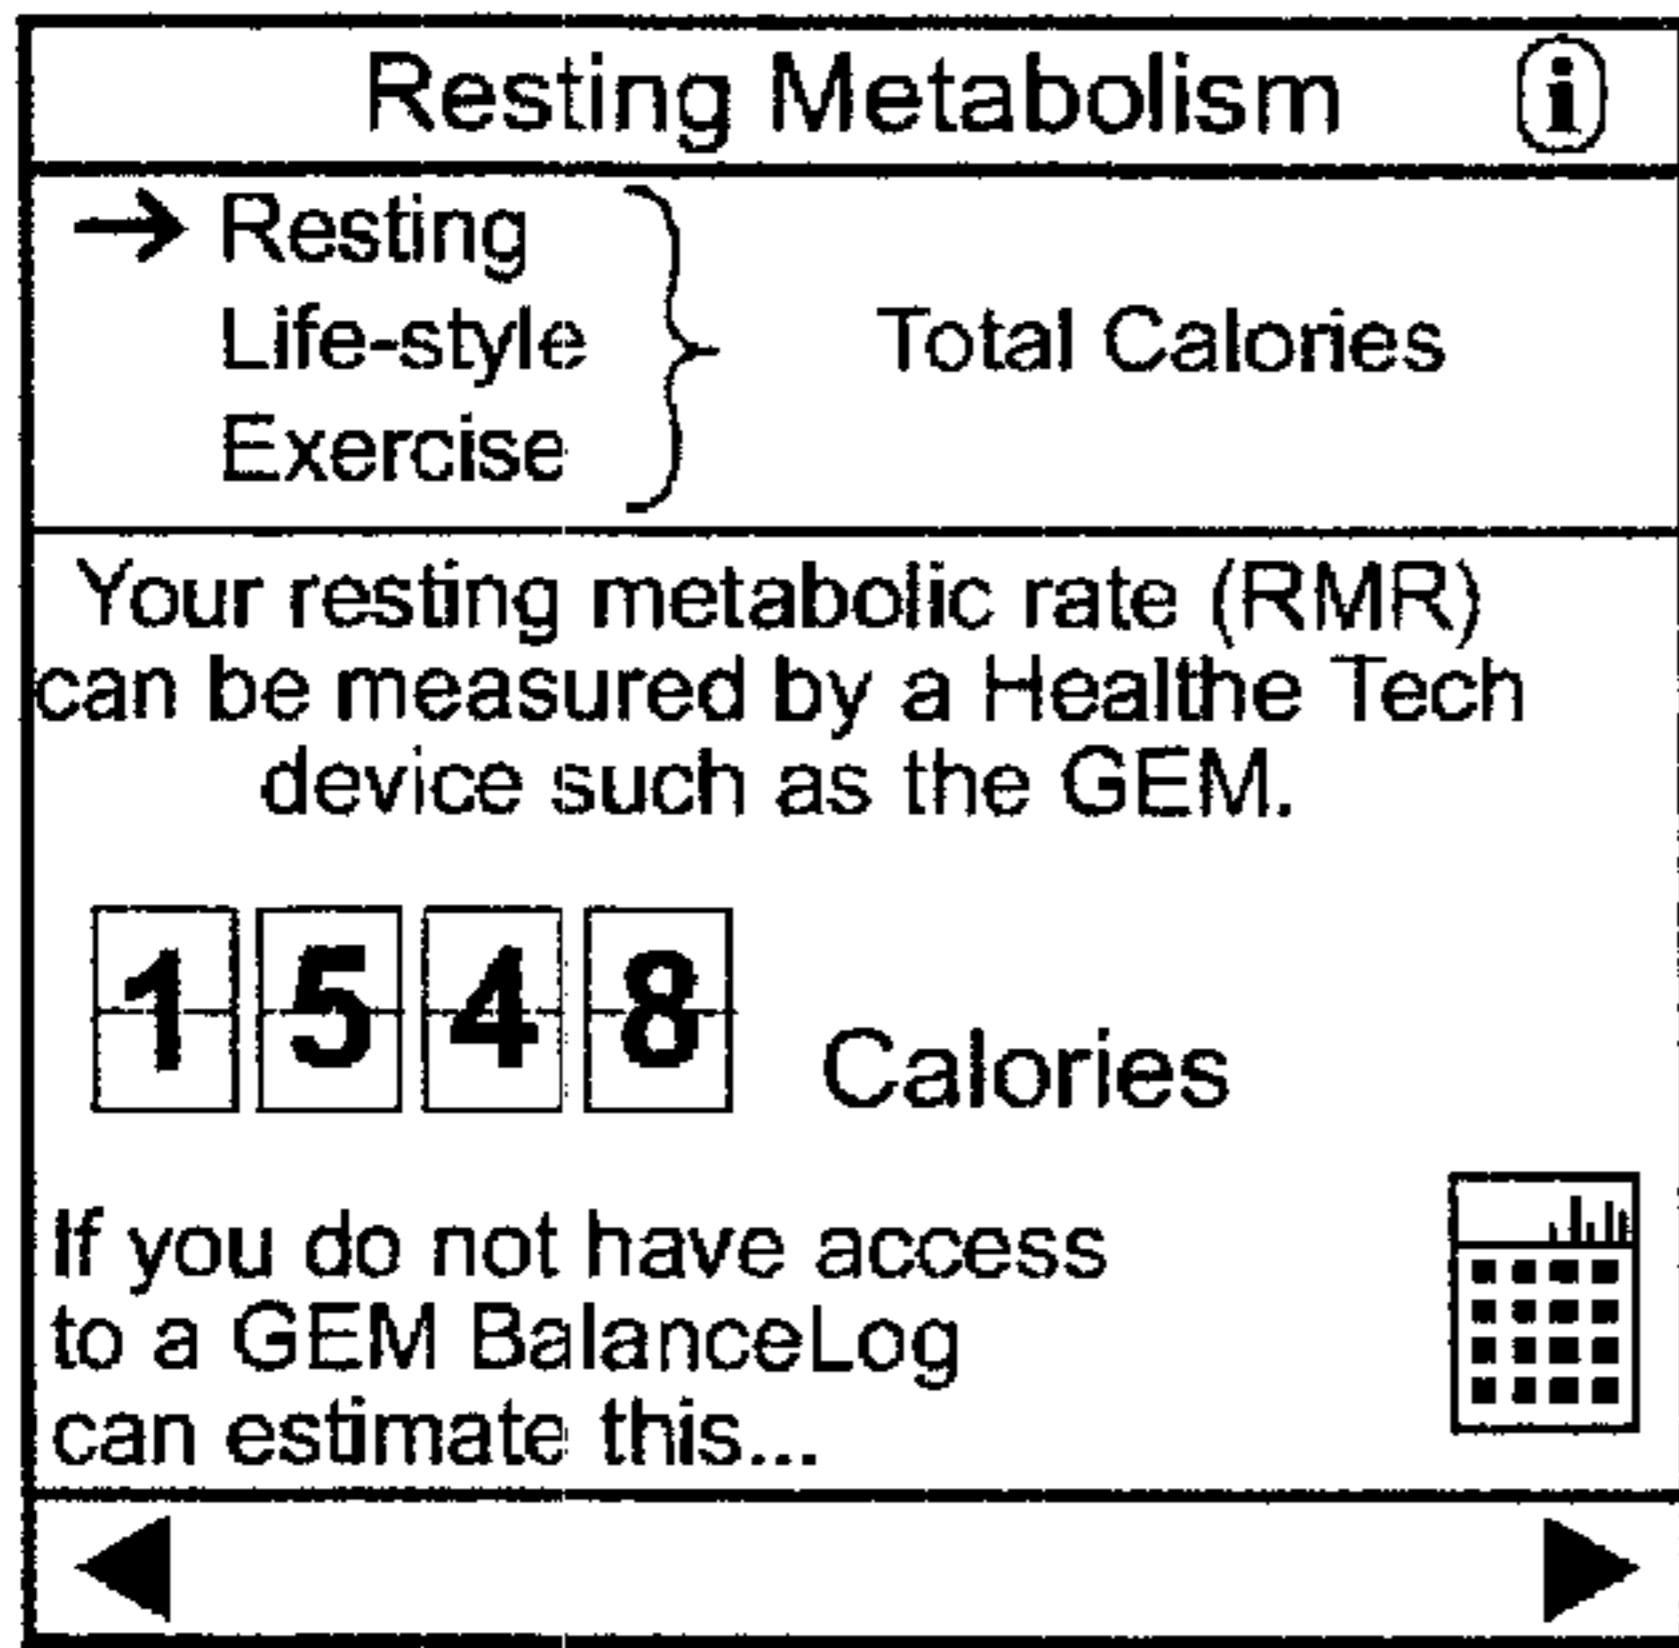 Resting Metabolism i
→ Resting
Life-style
Exercise
Total Calories
Your resting metabolic rate (RMR)
can be measured by a Healthe Tech
device such as the GEM.
1548 Calories
If you do not have access
to a GEM BalanceLog
can estimate this...